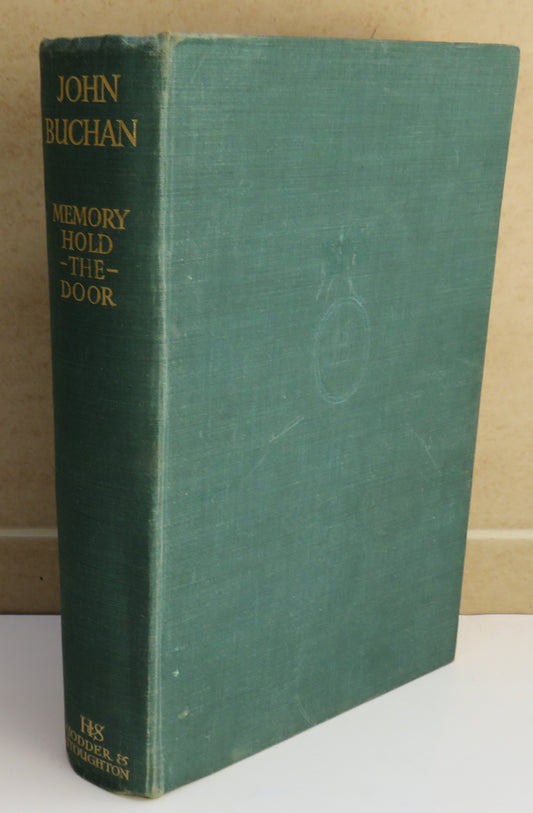 JOHN
BUCHAN
MEMORY
HOLD
-THE-
DOOR
H&S
HODDER &
STOUGHTON